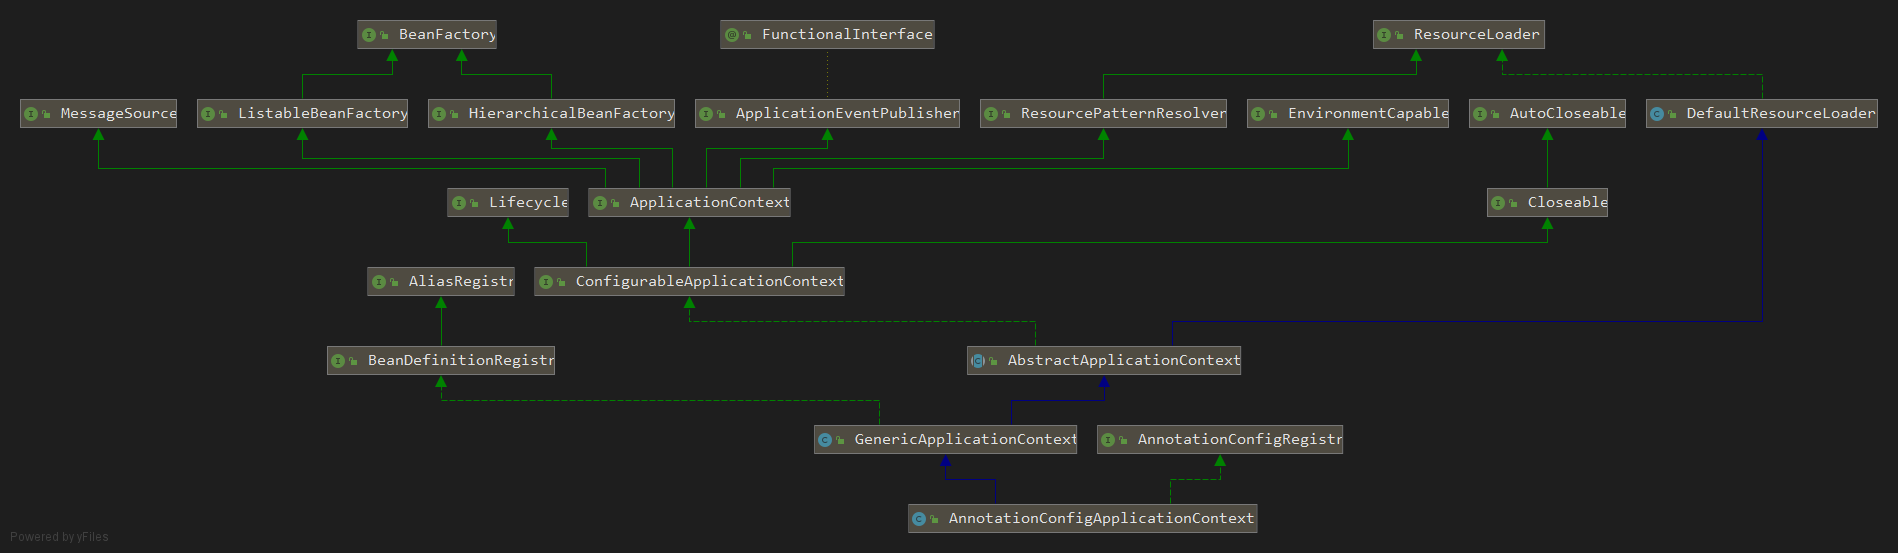 BeanFactory
FunctionalInterface
ResourceLoader
MessageSource
ListableBeanFactory
HierarchicalBeanFactory
ApplicationEventPublisher
ResourcePatternResolver
EnvironmentCapable
AutoCloseable
DefaultResourceLoader
Lifecycle
ApplicationContext
Closeable
AliasRegistr
ConfigurableApplicationContext
BeanDefinitionRegistr
AbstractApplicationContext
GenericApplicationContext
AnnotationConfigRegistr
AnnotationConfigApplicationContext
Powered by yFiles